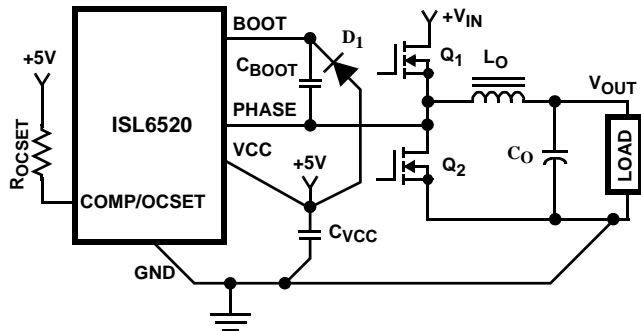 +VIN
BOOT
D1
+5V
CBOOT
Q1
LO
VOUT
ISL6520
PHASE
VCC
ROCSET
+5V
Q2
CO
LOAD
COMP/OCSET
CVCC
GND